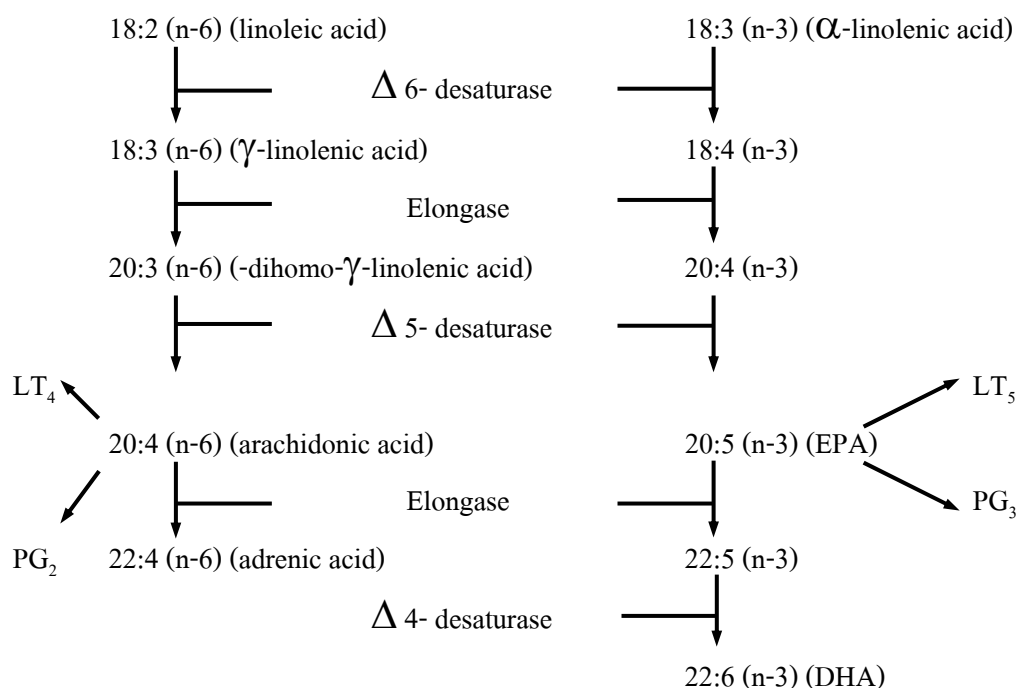 18:2 (n-6) (linoleic acid) 18:3 (n-3) (α-linolenic acid)
Δ 6- desaturase
18:3 (n-6) (γ-linolenic acid) 18:4 (n-3)
Elongase
20:3 (n-6) (-dihomo-γ-linolenic acid) 20:4 (n-3)
Δ 5- desaturase
LT₄ LT₅
20:4 (n-6) (arachidonic acid) 20:5 (n-3) (EPA)
Elongase
PG₂ 22:4 (n-6) (adrenic acid) 22:5 (n-3) PG₃
Δ 4- desaturase
22:6 (n-3) (DHA)